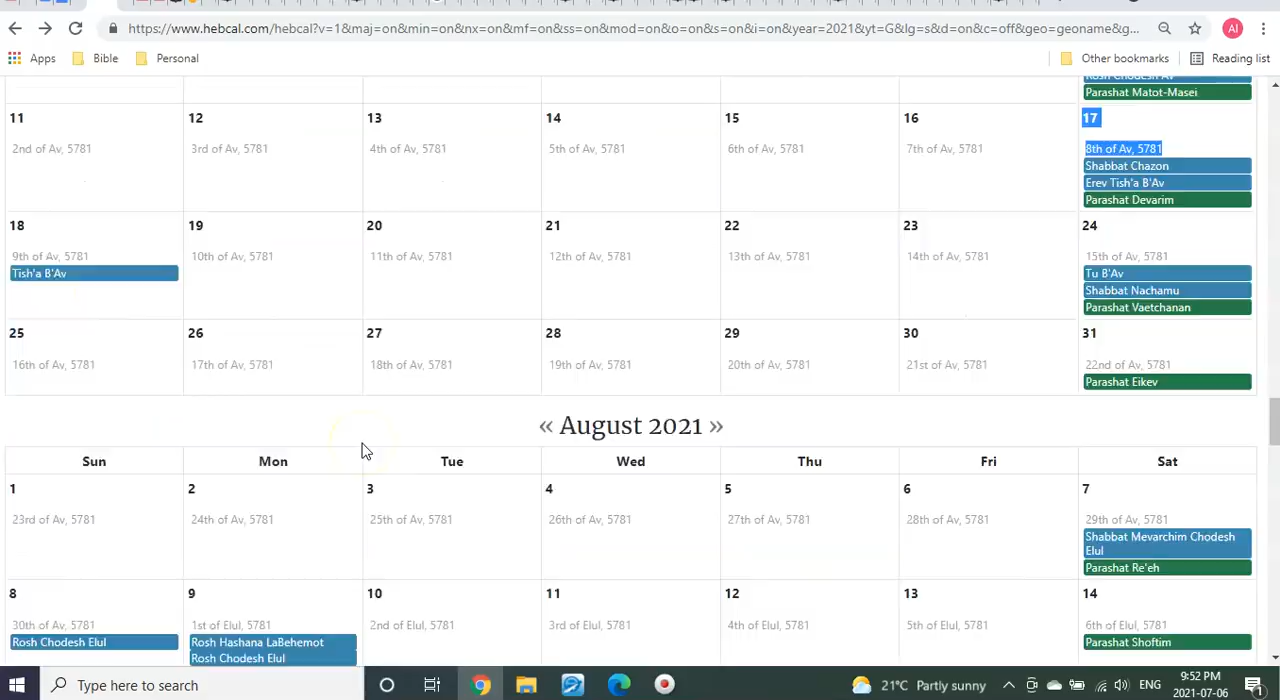 https://www.hebcal.com/hebcal?v=1&maj=on&min=on&nx=on&mf=on&ss=on&mod=on&o=on&s=on&i=on&year=2021&yt=G&lg=s&d=on&c=off&geo=geoname&g...
AI
Apps Bible Personal Other bookmarks Reading list
Rosh Chodesh Av
Parashat Matot-Masei
11 12 13 14 15 16 17
2nd of Av, 5781 3rd of Av, 5781 4th of Av, 5781 5th of Av, 5781 6th of Av, 5781 7th of Av, 5781 8th of Av, 5781
Shabbat Chazon
Erev Tish'a B'Av
Parashat Devarim
18 19 20 21 22 23 24
9th of Av, 5781 10th of Av, 5781 11th of Av, 5781 12th of Av, 5781 13th of Av, 5781 14th of Av, 5781 15th of Av, 5781
Tish'a B'Av Tu B'Av
Shabbat Nachamu
Parashat Vaetchanan
25 26 27 28 29 30 31
16th of Av, 5781 17th of Av, 5781 18th of Av, 5781 19th of Av, 5781 20th of Av, 5781 21st of Av, 5781 22nd of Av, 5781
Parashat Eikev
« August 2021 »
Sun Mon Tue Wed Thu Fri Sat
1 2 3 4 5 6 7
23rd of Av, 5781 24th of Av, 5781 25th of Av, 5781 26th of Av, 5781 27th of Av, 5781 28th of Av, 5781 29th of Av, 5781
Shabbat Mevarchim Chodesh
Elul
Parashat Re'eh
8 9 10 11 12 13 14
30th of Av, 5781 1st of Elul, 5781 2nd of Elul, 5781 3rd of Elul, 5781 4th of Elul, 5781 5th of Elul, 5781 6th of Elul, 5781
Rosh Chodesh Elul Rosh Hashana LaBehemot Parashat Shoftim
Rosh Chodesh Elul
Type here to search 21°C Partly sunny ENG 9:52 PM
2021-07-06
1